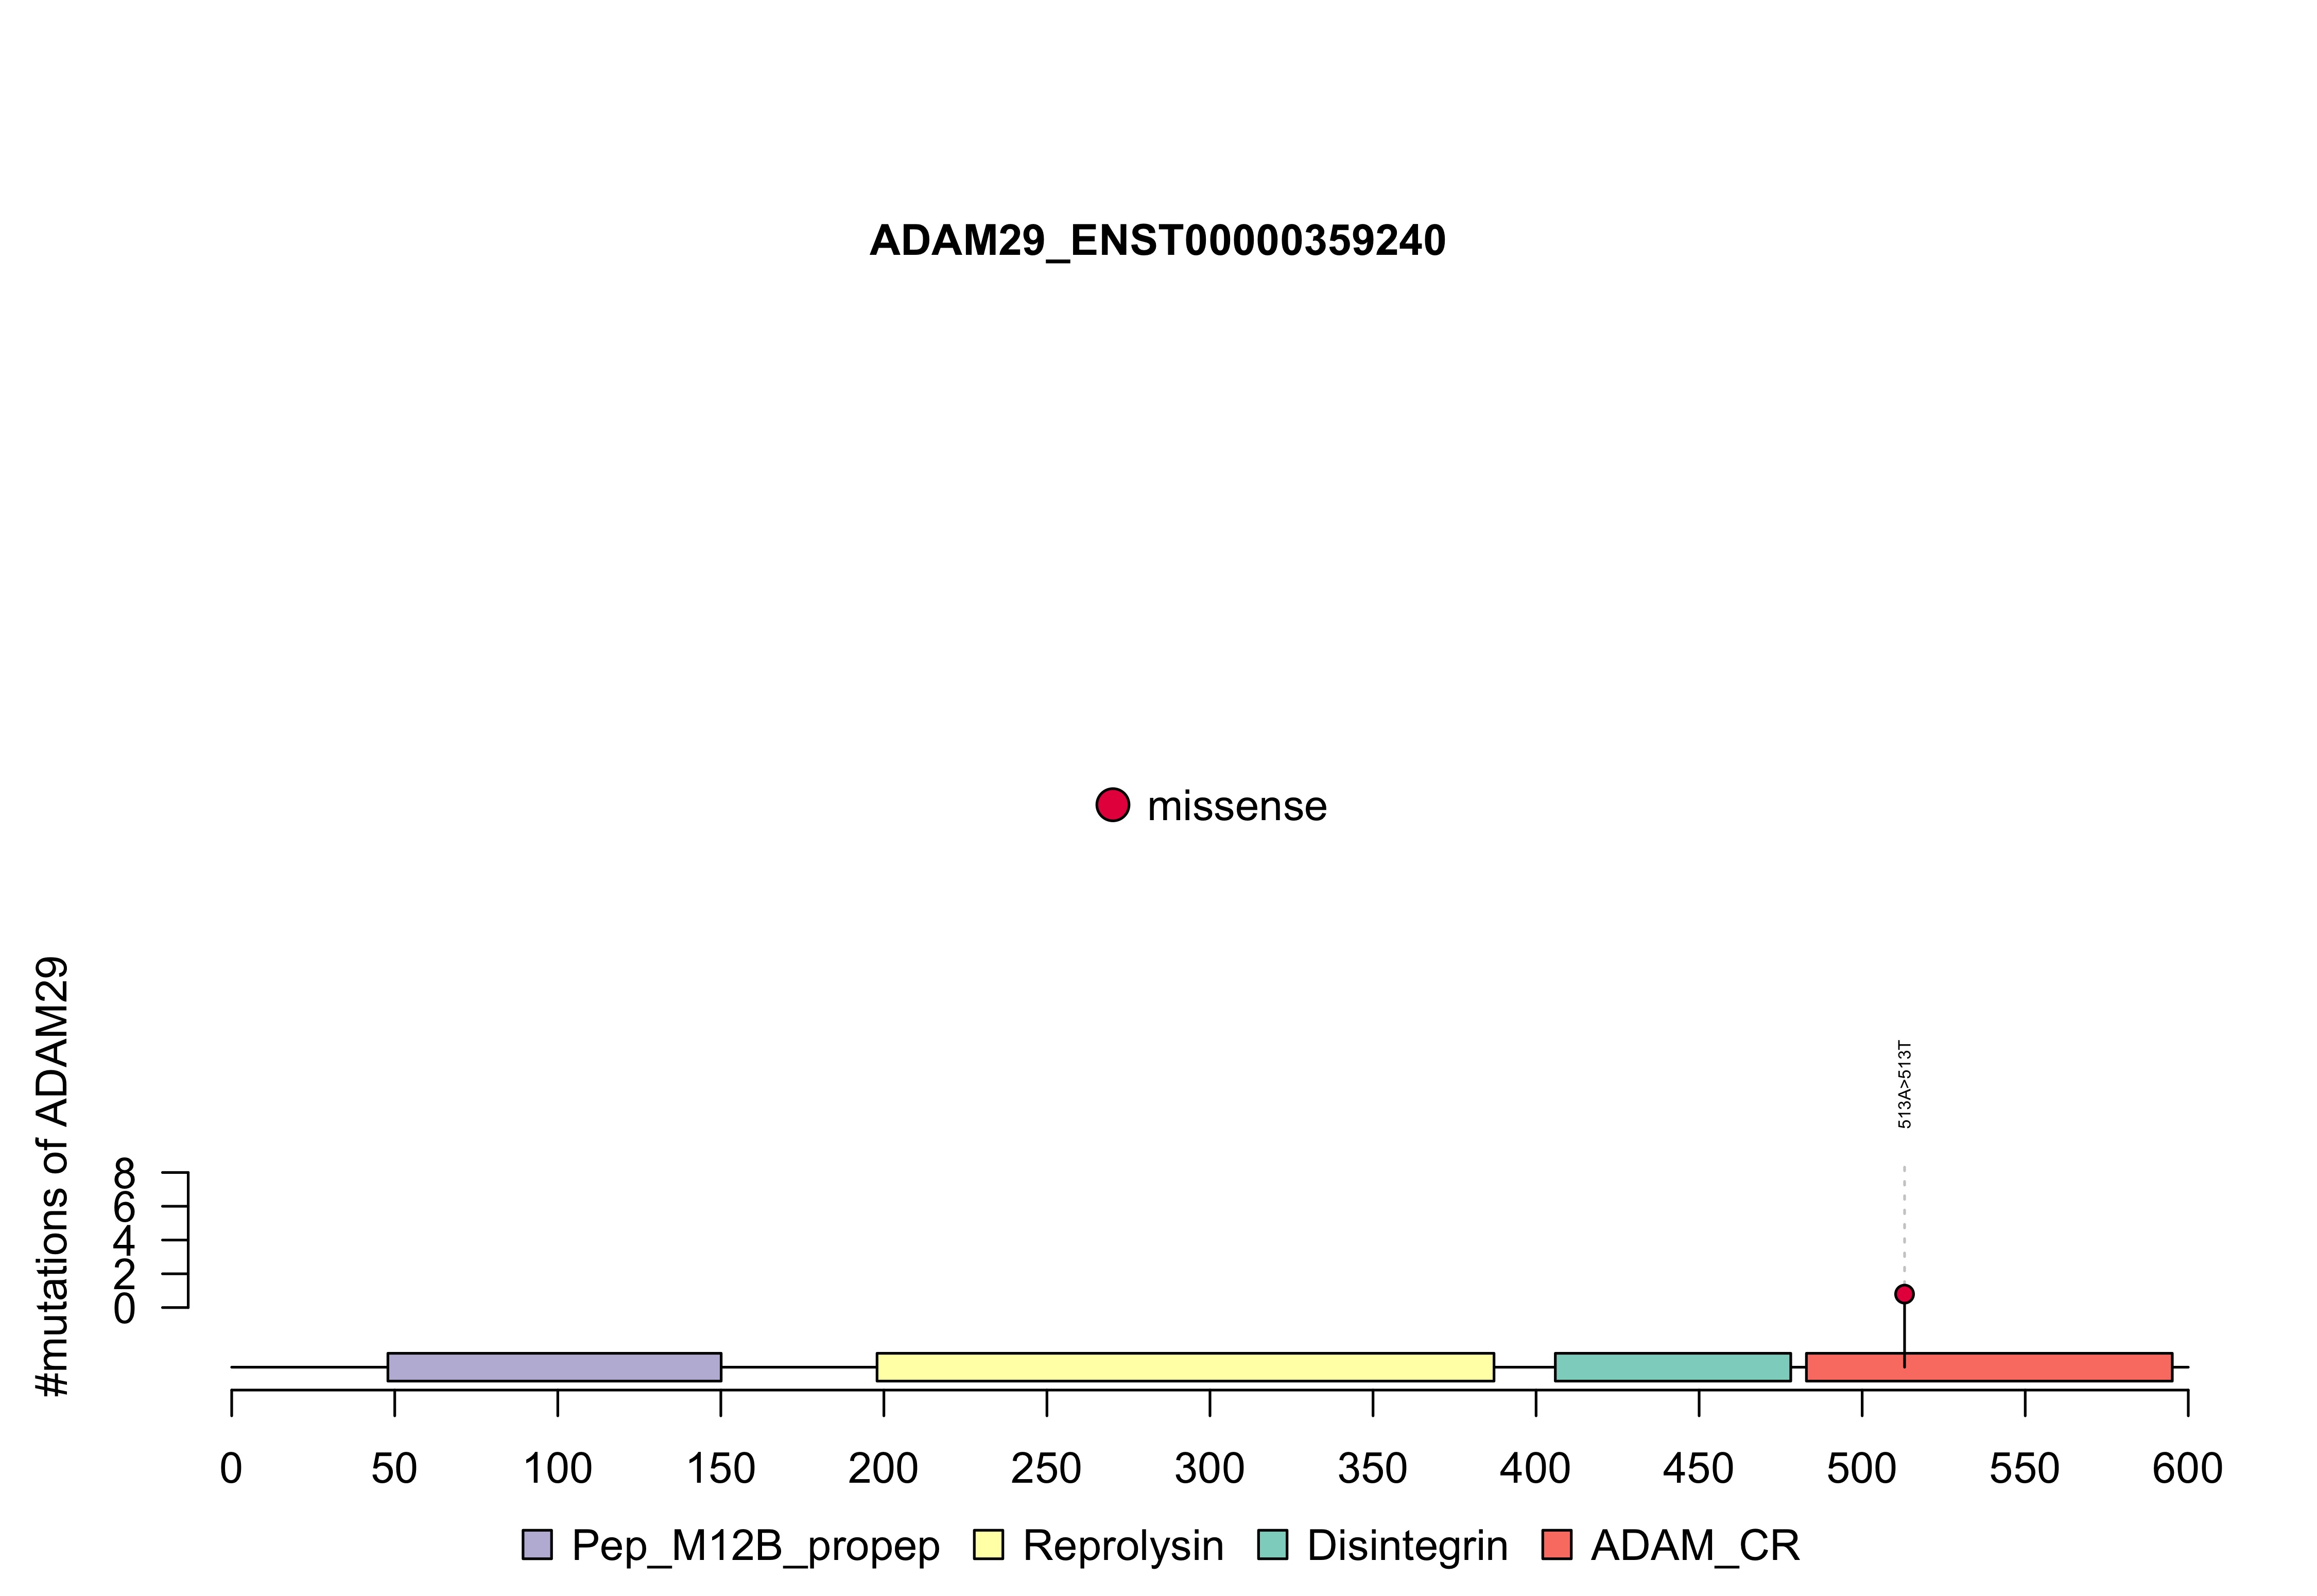 ADAM29_ENST00000359240
missense
#mutations of ADAM29
513A>513T
8
6
4
2
0
0 50 100 150 200 250 300 350 400 450 500 550 600
Pep_M12B_propep Reprolysin Disintegrin ADAM_CR